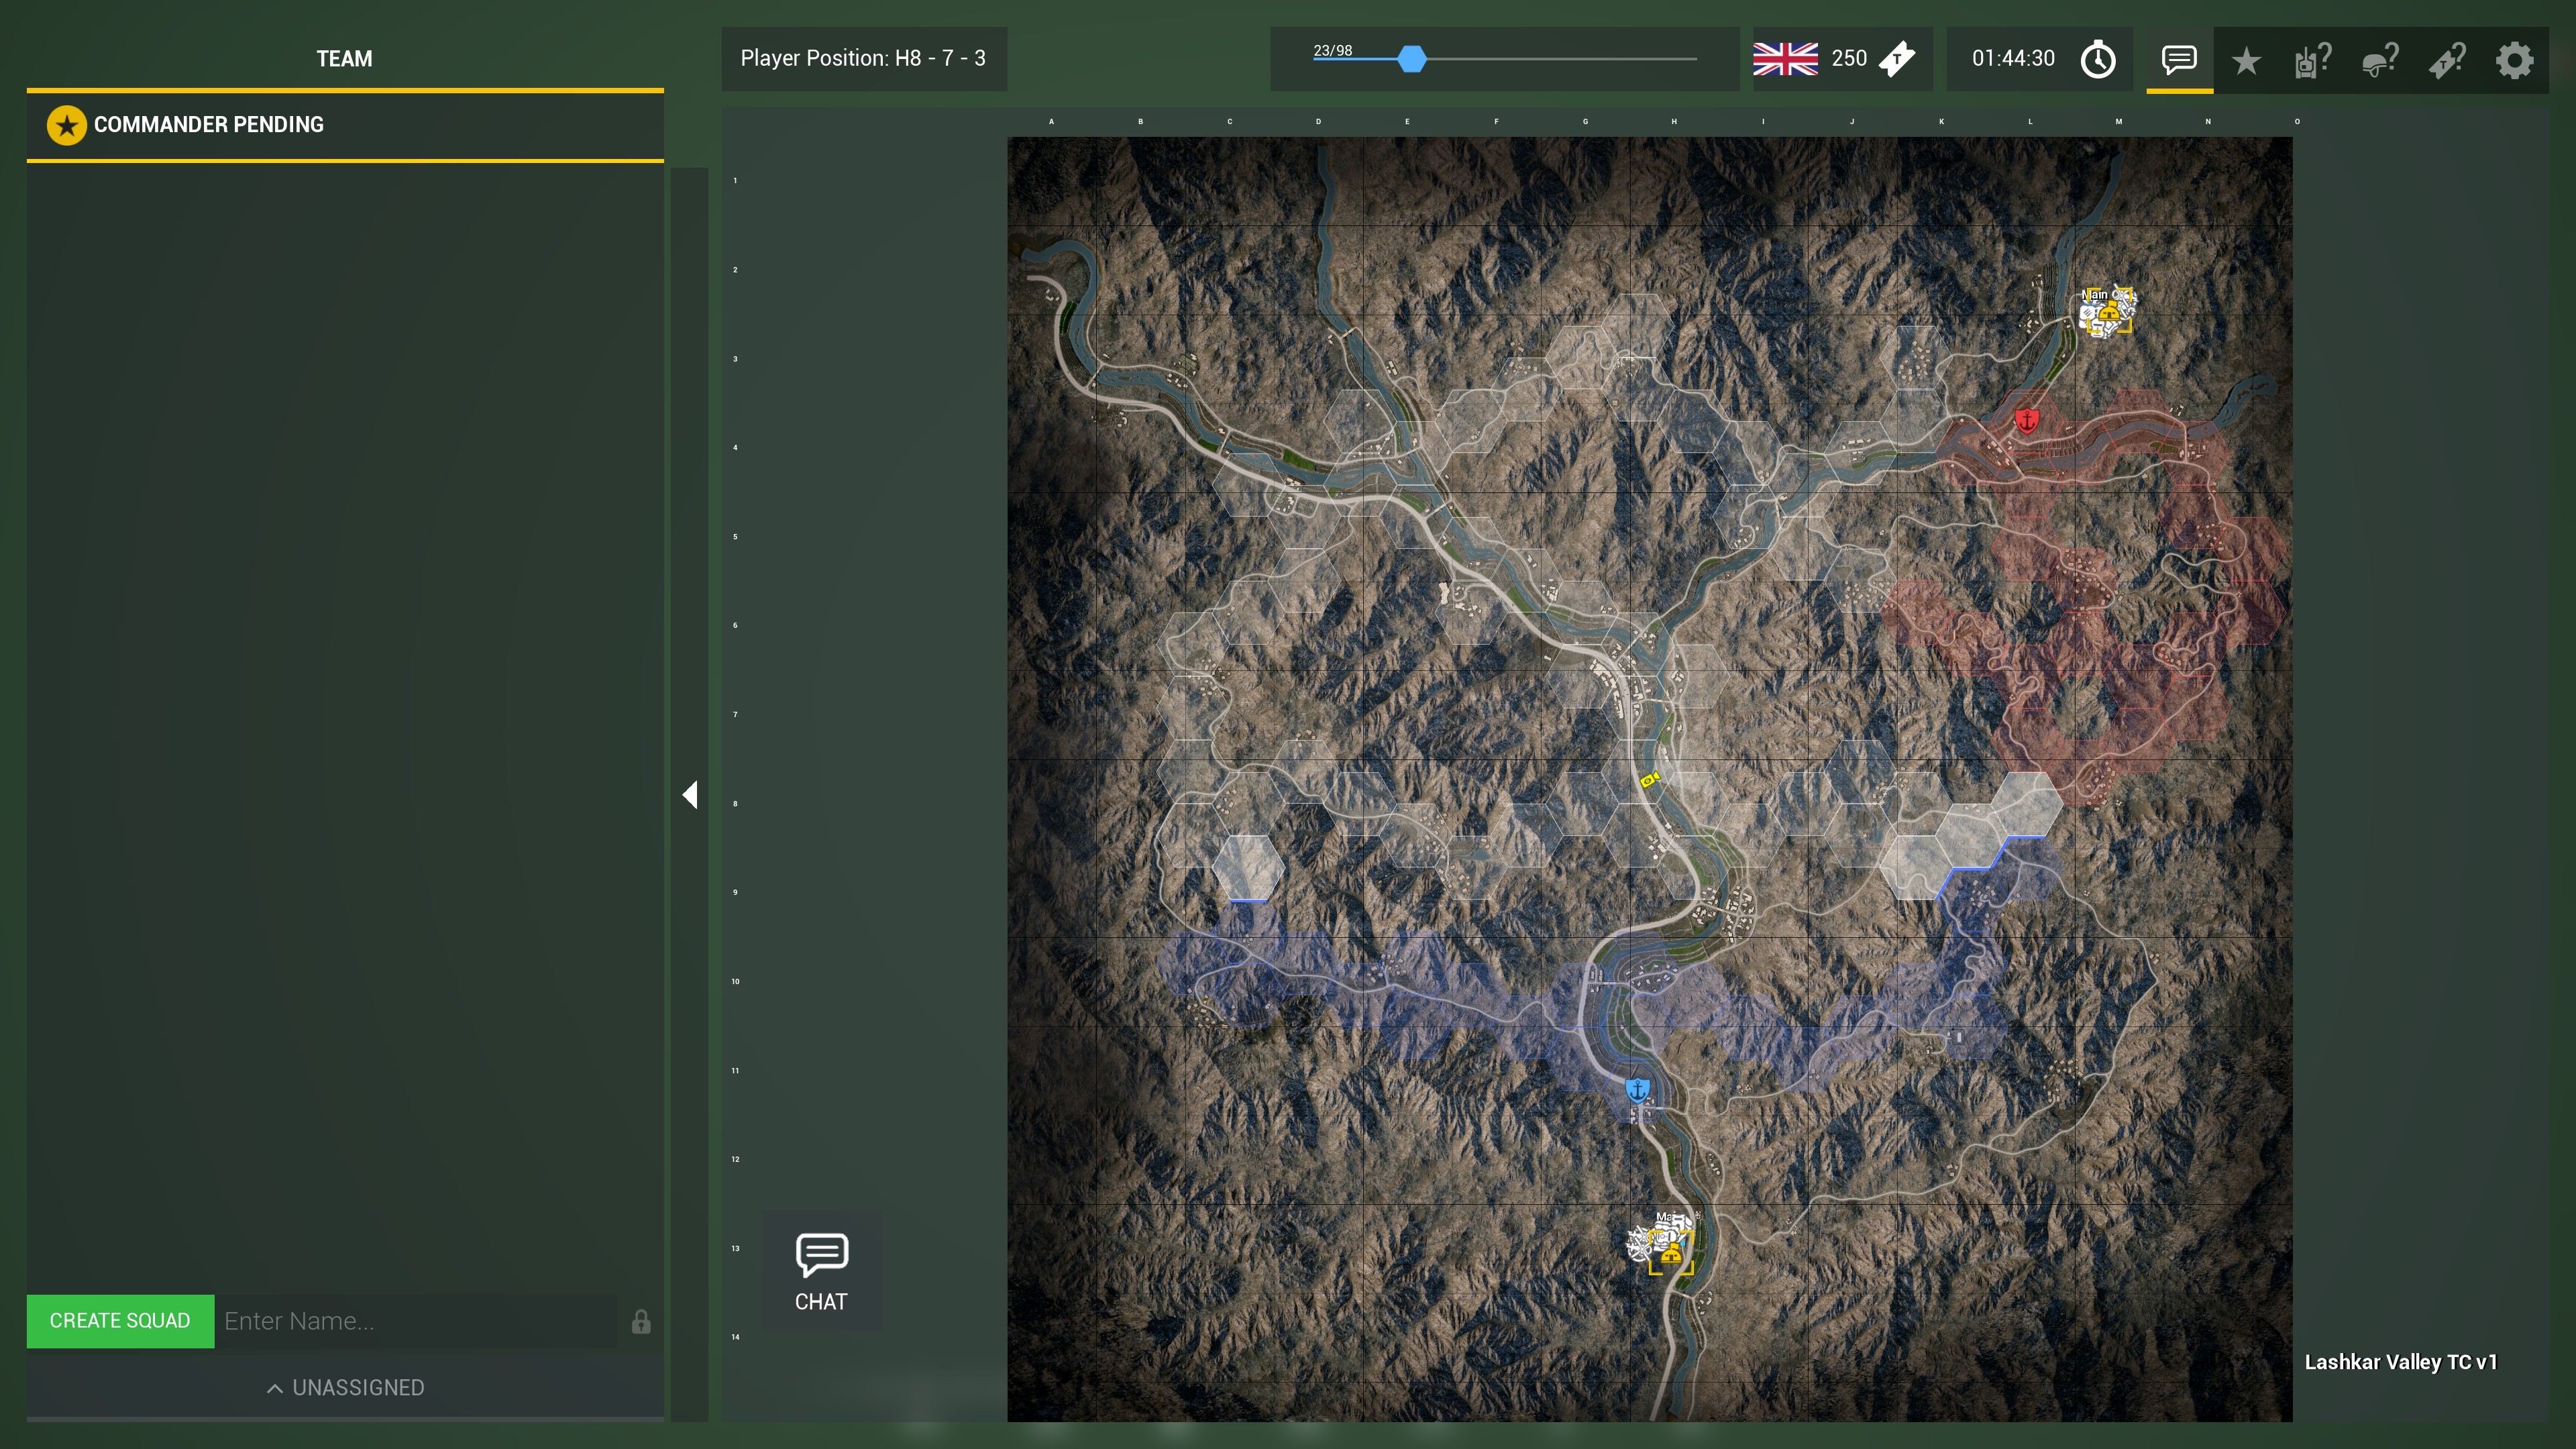 TEAM
Player Position: H8 - 7 - 3
23/98
250
01:44:30
COMMANDER PENDING
A B C D E F G H I J K L M N O
1
2
3
4
5
6
7
8
9
10
11
12
13
14
Main
CHAT
CREATE SQUAD
Enter Name...
UNASSIGNED
Lashkar Valley TC v1